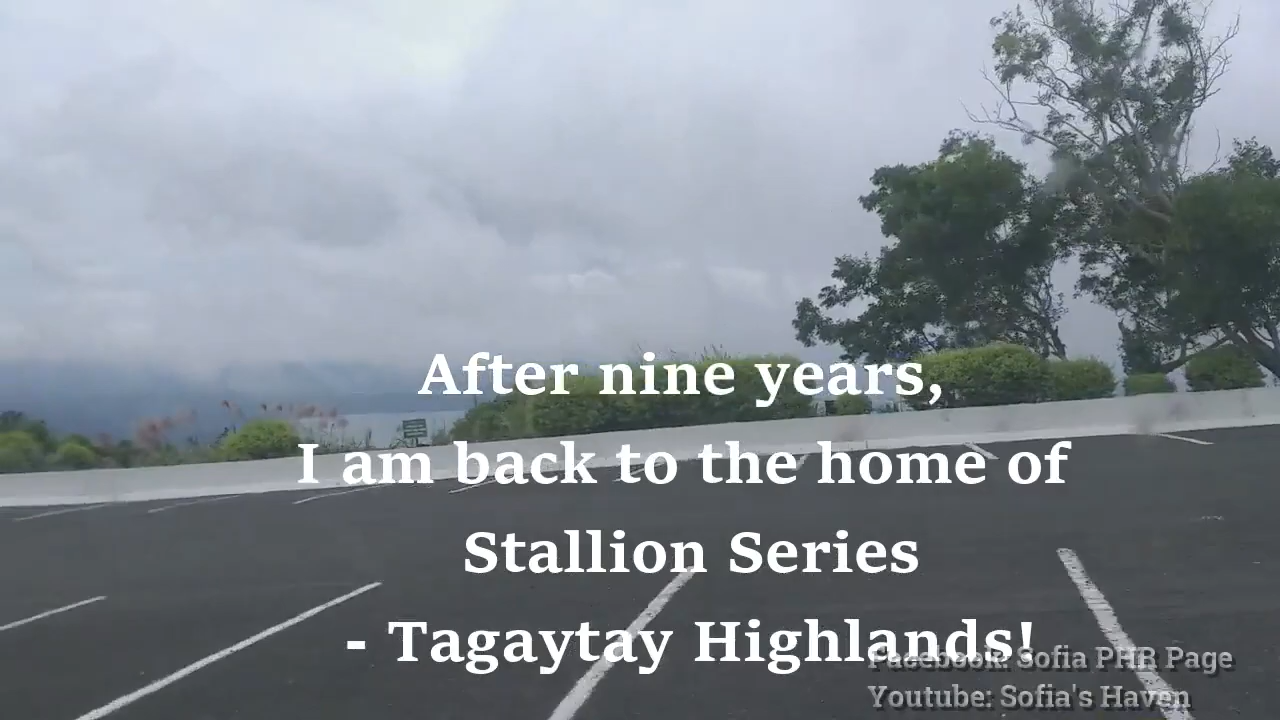 After nine years,
I am back to the home of
Stallion Series
- Tagaytay Highlands!
Facebook: Sofia PHR Page
Youtube: Sofia's Haven